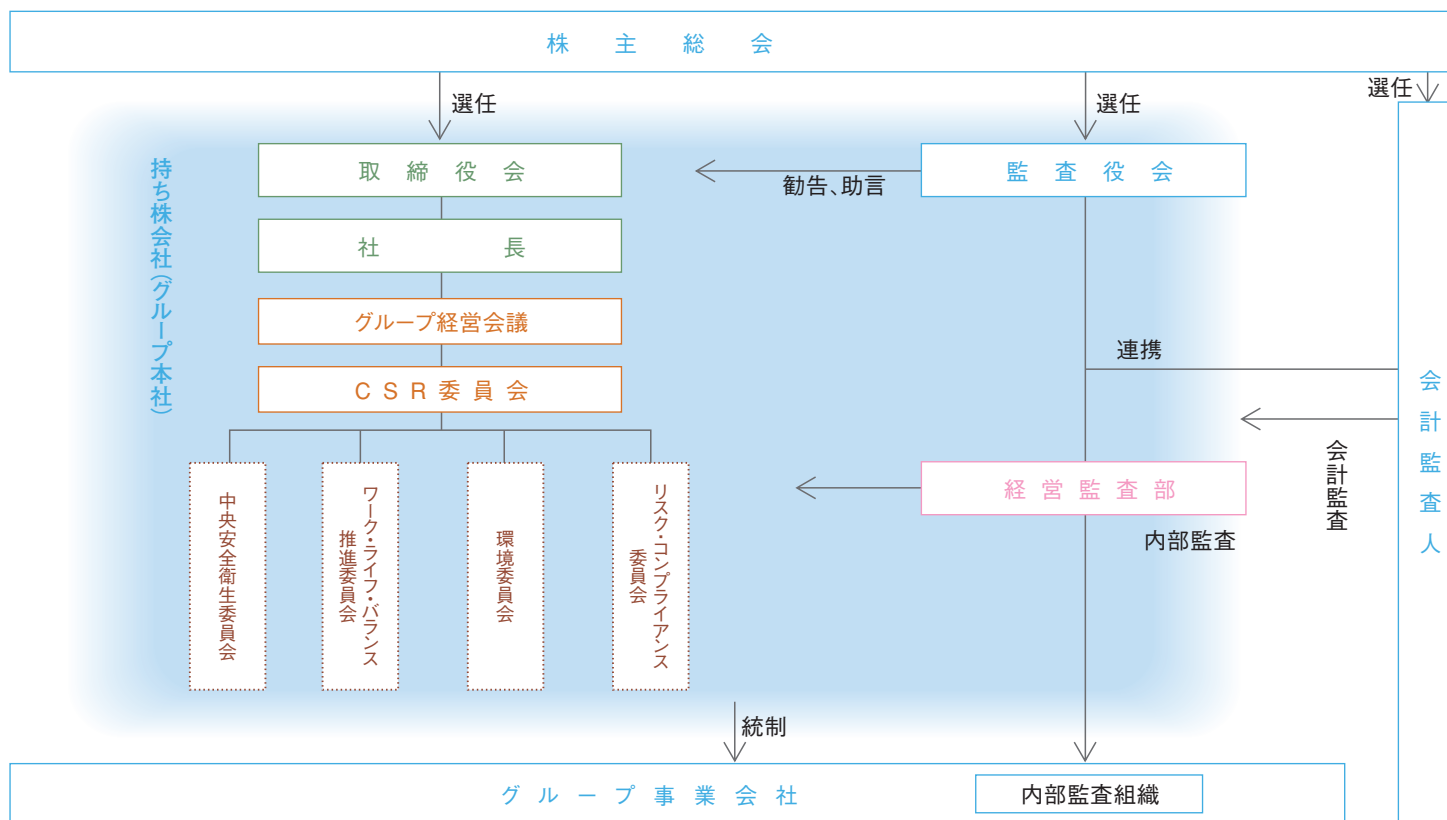 株主総会
選任
選任
選任
持ち株会社(グループ本社)
取締役会
監査役会
勧告、助言
社長
グループ経営会議
連携
CSR委員会
会計監査人
会計監査
経営監査部
内部監査
中央安全衛生委員会
ワーク・ライフ・バランス
推進委員会
環境委員会
リスク・コンプライアンス
委員会
統制
グループ事業会社
内部監査組織